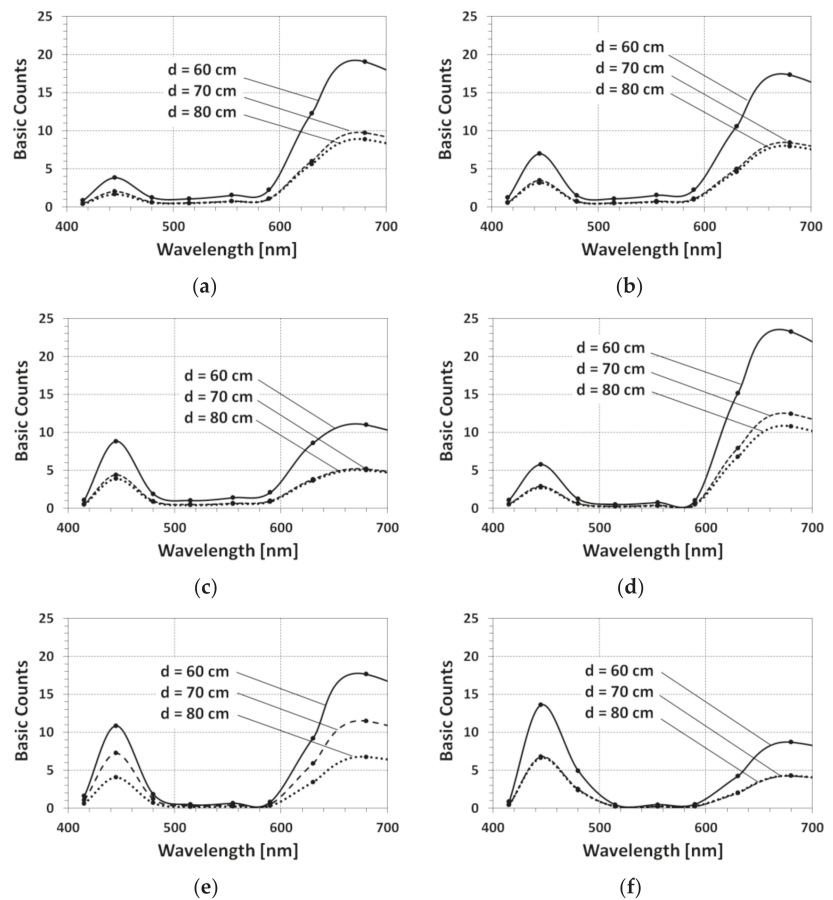 25
20
15
10
5
0
Basic Counts
d = 60 cm
d = 70 cm
d = 80 cm
400 500 600 700
Wavelength [nm]
(a)
25
20
15
10
5
0
Basic Counts
d = 60 cm
d = 70 cm
d = 80 cm
400 500 600 700
Wavelength [nm]
(b)
25
20
15
10
5
0
Basic Counts
d = 60 cm
d = 70 cm
d = 80 cm
400 500 600 700
Wavelength [nm]
(c)
25
20
15
10
5
0
Basic Counts
d = 60 cm
d = 70 cm
d = 80 cm
400 500 600 700
Wavelength [nm]
(d)
25
20
15
10
5
0
Basic Counts
d = 60 cm
d = 70 cm
d = 80 cm
400 500 600 700
Wavelength [nm]
(e)
25
20
15
10
5
0
Basic Counts
d = 60 cm
d = 70 cm
d = 80 cm
400 500 600 700
Wavelength [nm]
(f)